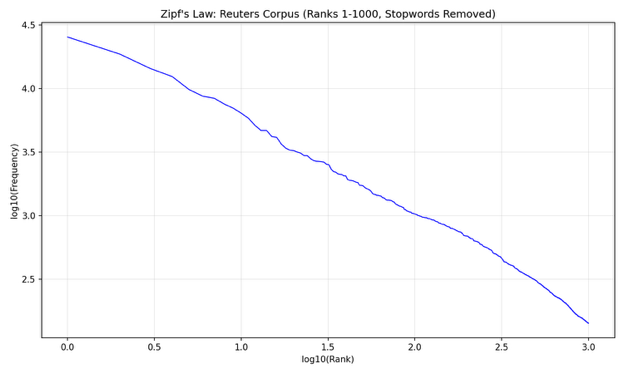 Zipf's Law: Reuters Corpus (Ranks 1-1000, Stopwords Removed)
4.5
4.0
3.5
3.0
2.5
log10(Frequency)
0.0 0.5 1.0 1.5 2.0 2.5 3.0
log10(Rank)